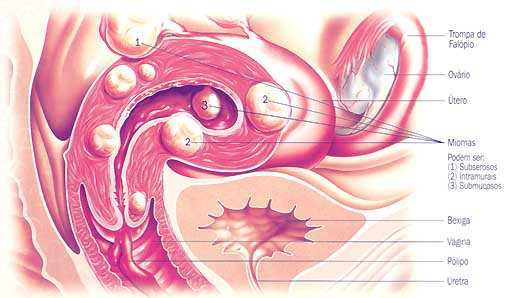 Trompa de
Falópio
Ovário
Útero
Miomas
Podem ser:
(1) Subserosos
(2) Intramurais
(3) Submucosos
Bexiga
Vagina
Pólipo
Uretra
1
2
3
2